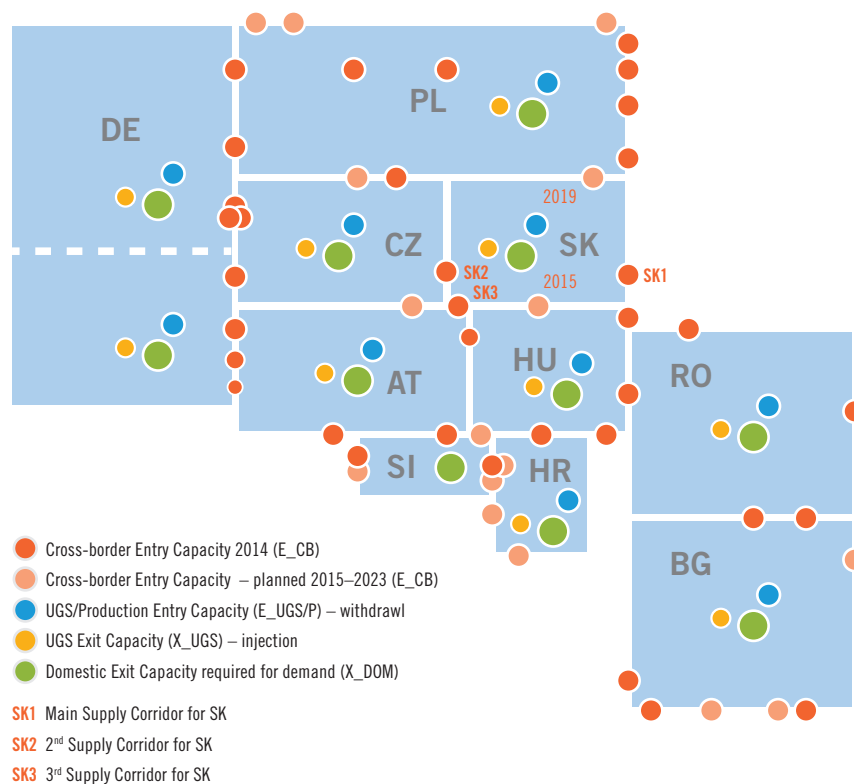 PL
DE
2019
CZ
SK
SK2
SK1
2015
SK3
HU
RO
AT
SI
HR
BG
Cross-border Entry Capacity 2014 (E_CB)
Cross-border Entry Capacity – planned 2015–2023 (E_CB)
UGS/Production Entry Capacity (E_UGS/P) – withdrawl
UGS Exit Capacity (X_UGS) – injection
Domestic Exit Capacity required for demand (X_DOM)
SK1 Main Supply Corridor for SK
SK2 2nd Supply Corridor for SK
SK3 3rd Supply Corridor for SK